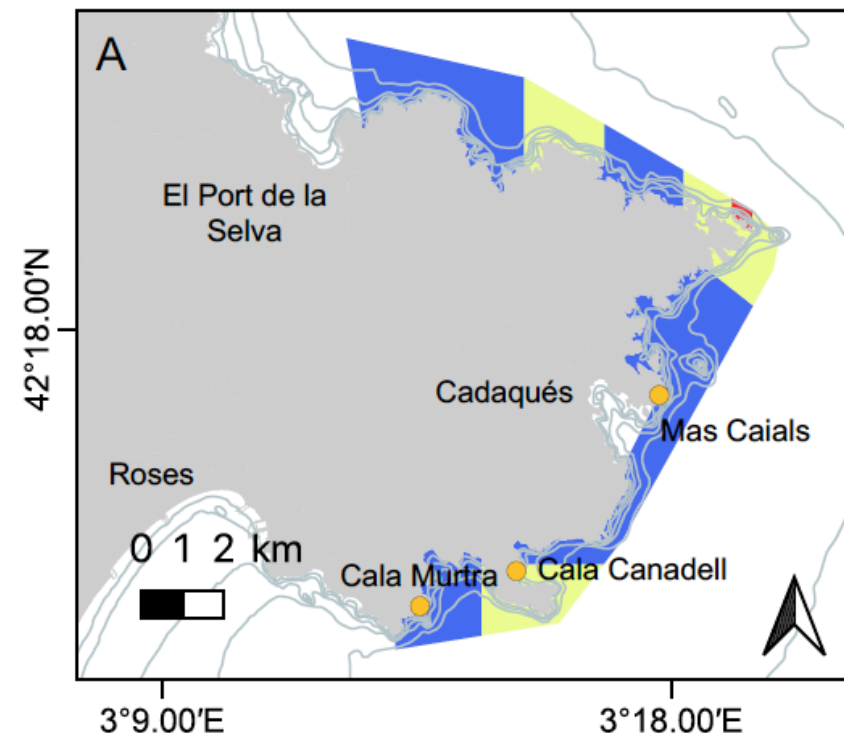 A
El Port de la
Selva
42°18.00′N
Cadaqués
Mas Caials
Roses
0 1 2 km
Cala Murtra
Cala Canadell
3°9.00′E
3°18.00′E